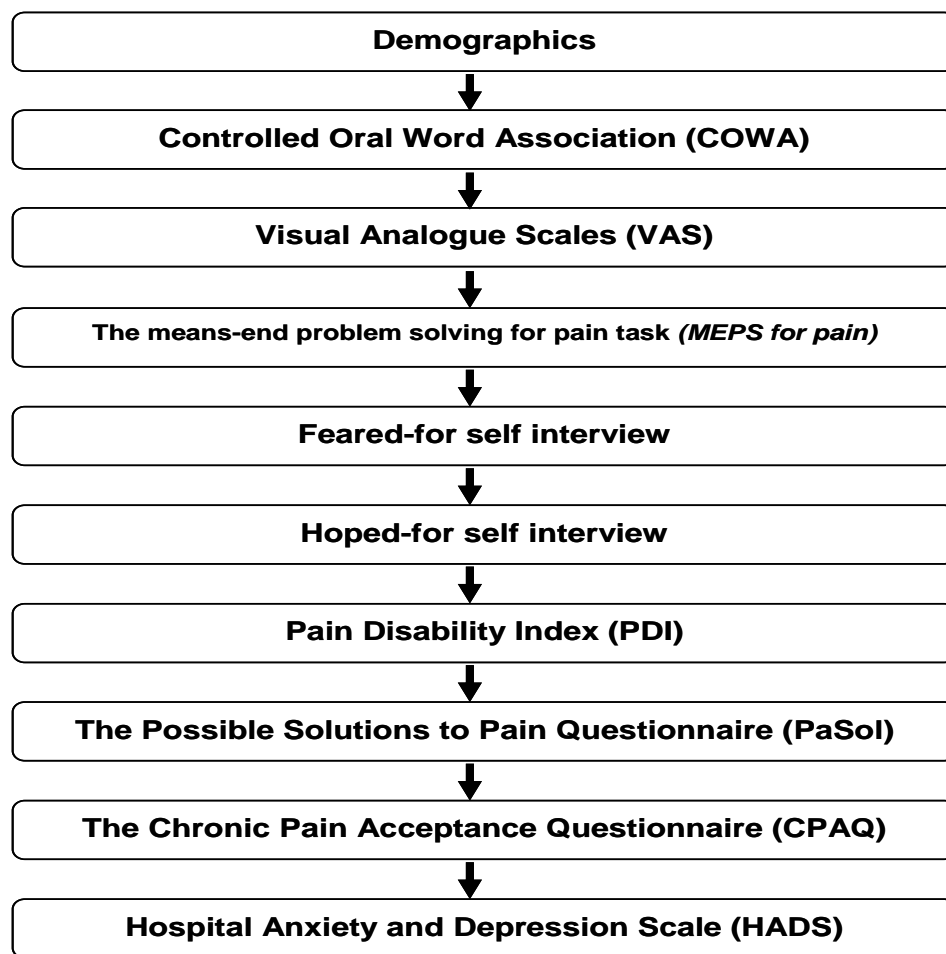 Demographics
Controlled Oral Word Association (COWA)
Visual Analogue Scales (VAS)
The means-end problem solving for pain task (MEPS for pain)
Feared-for self interview
Hoped-for self interview
Pain Disability Index (PDI)
The Possible Solutions to Pain Questionnaire (PaSol)
The Chronic Pain Acceptance Questionnaire (CPAQ)
Hospital Anxiety and Depression Scale (HADS)